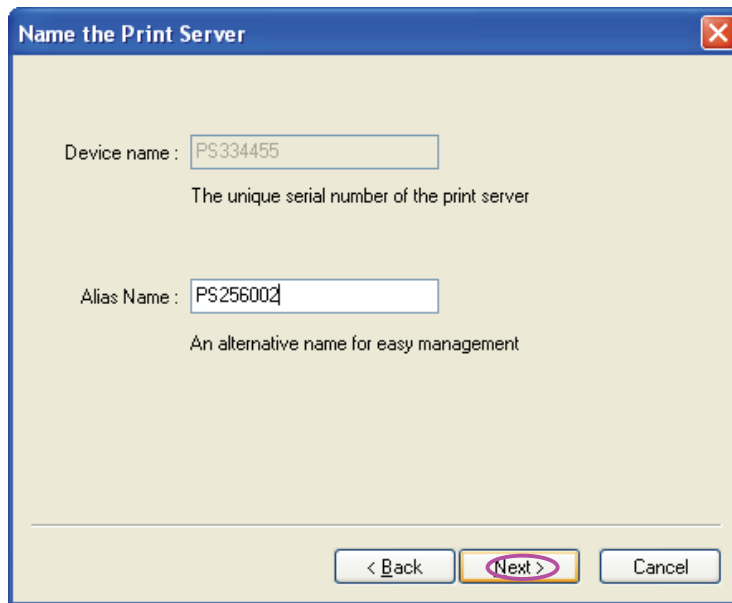 Name the Print Server
Device name : PS334455
The unique serial number of the print server
Alias Name : PS256002
An alternative name for easy management
< Back Next > Cancel